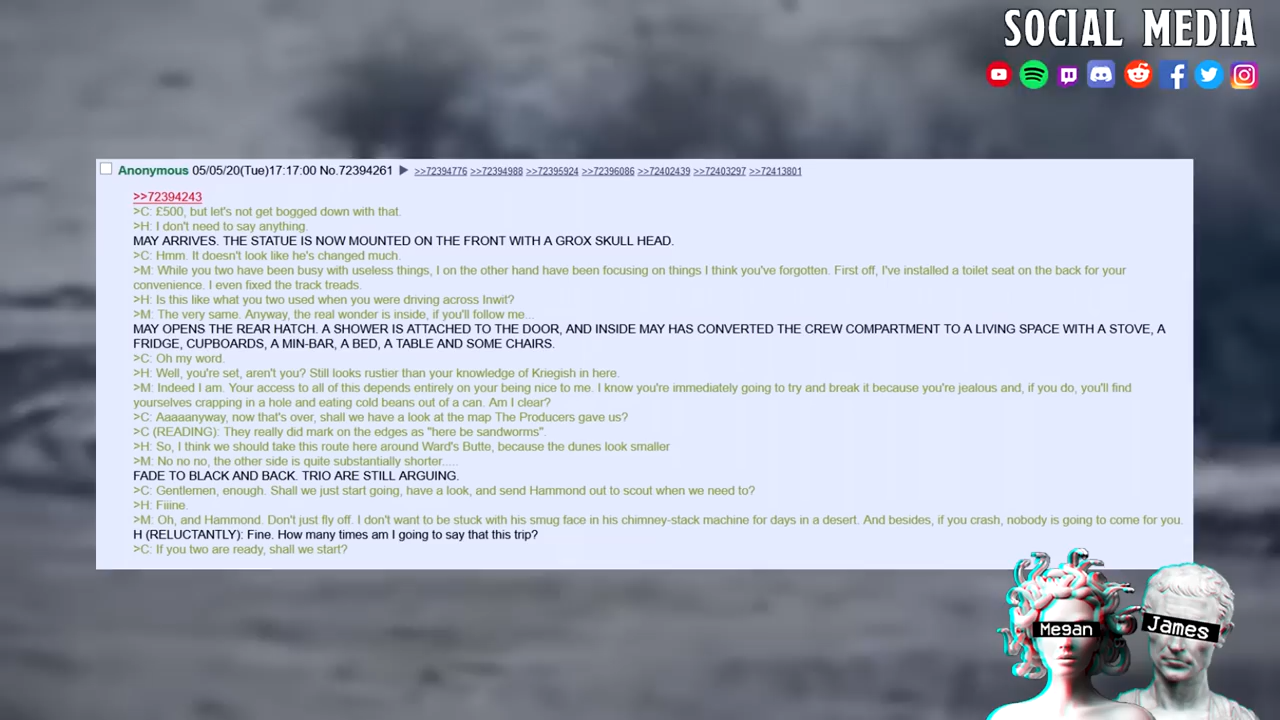 SOCIAL MEDIA
Anonymous 05/05/20(Tue)17:17:00 No.72394261 ▶ >>72394776 >>72394988 >>72395924 >>72396086 >>72402439 >>72403297 >>72413801
>>72394243
>C: £500, but let's not get bogged down with that.
>H: I don't need to say anything.
MAY ARRIVES. THE STATUE IS NOW MOUNTED ON THE FRONT WITH A GROX SKULL HEAD.
>C: Hmm. It doesn't look like he's changed much.
>M: While you two have been busy with useless things, I on the other hand have been focusing on things I think you've forgotten. First off, I've installed a toilet seat on the back for your
convenience. I even fixed the track treads.
>H: Is this like what you two used when you were driving across Inwit?
>M: The very same. Anyway, the real wonder is inside, if you'll follow me...
MAY OPENS THE REAR HATCH. A SHOWER IS ATTACHED TO THE DOOR, AND INSIDE MAY HAS CONVERTED THE CREW COMPARTMENT TO A LIVING SPACE WITH A STOVE, A
FRIDGE, CUPBOARDS, A MIN-BAR, A BED, A TABLE AND SOME CHAIRS.
>C: Oh my word.
>H: Well, you're set, aren't you? Still looks rustier than your knowledge of Kriegish in here.
>M: Indeed I am. Your access to all of this depends entirely on your being nice to me. I know you're immediately going to try and break it because you're jealous and, if you do, you'll find
yourselves crapping in a hole and eating cold beans out of a can. Am I clear?
>C: Aaaaanyway, now that's over, shall we have a look at the map The Producers gave us?
>C (READING): They really did mark on the edges as "here be sandworms".
>H: So, I think we should take this route here around Ward's Butte, because the dunes look smaller
>M: No no no, the other side is quite substantially shorter.....
FADE TO BLACK AND BACK. TRIO ARE STILL ARGUING.
>C: Gentlemen, enough. Shall we just start going, have a look, and send Hammond out to scout when we need to?
>H: Fiiine.
>M: Oh, and Hammond. Don't just fly off. I don't want to be stuck with his smug face in his chimney-stack machine for days in a desert. And besides, if you crash, nobody is going to come for you.
H (RELUCTANTLY): Fine. How many times am I going to say that this trip?
>C: If you two are ready, shall we start?
Megan
James